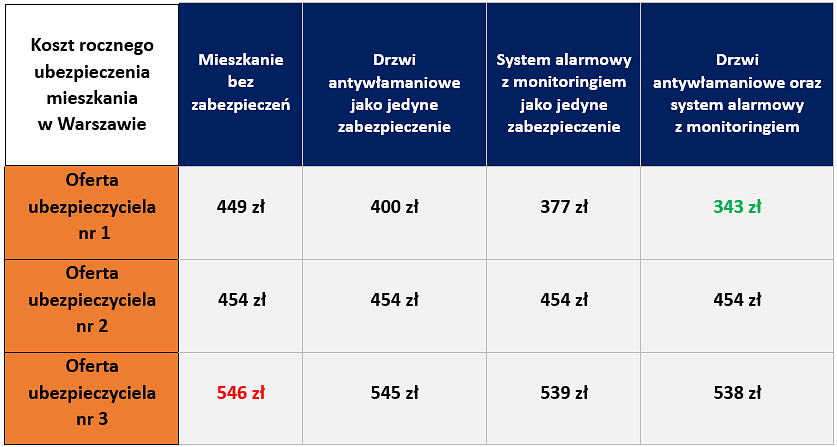 Koszt rocznego
ubezpieczenia
mieszkania
w Warszawie
Mieszkanie
bez
zabezpieczeń
Drzwi
antywłamaniowe
jako jedyne
zabezpieczenie
System alarmowy
z monitoringiem
jako jedyne
zabezpieczenie
Drzwi
antywłamaniowe oraz
system alarmowy
z monitoringiem
Oferta
ubezpieczyciela
nr 1
449 zł
400 zł
377 zł
343 zł
Oferta
ubezpieczyciela
nr 2
454 zł
454 zł
454 zł
454 zł
Oferta
ubezpieczyciela
nr 3
546 zł
545 zł
539 zł
538 zł